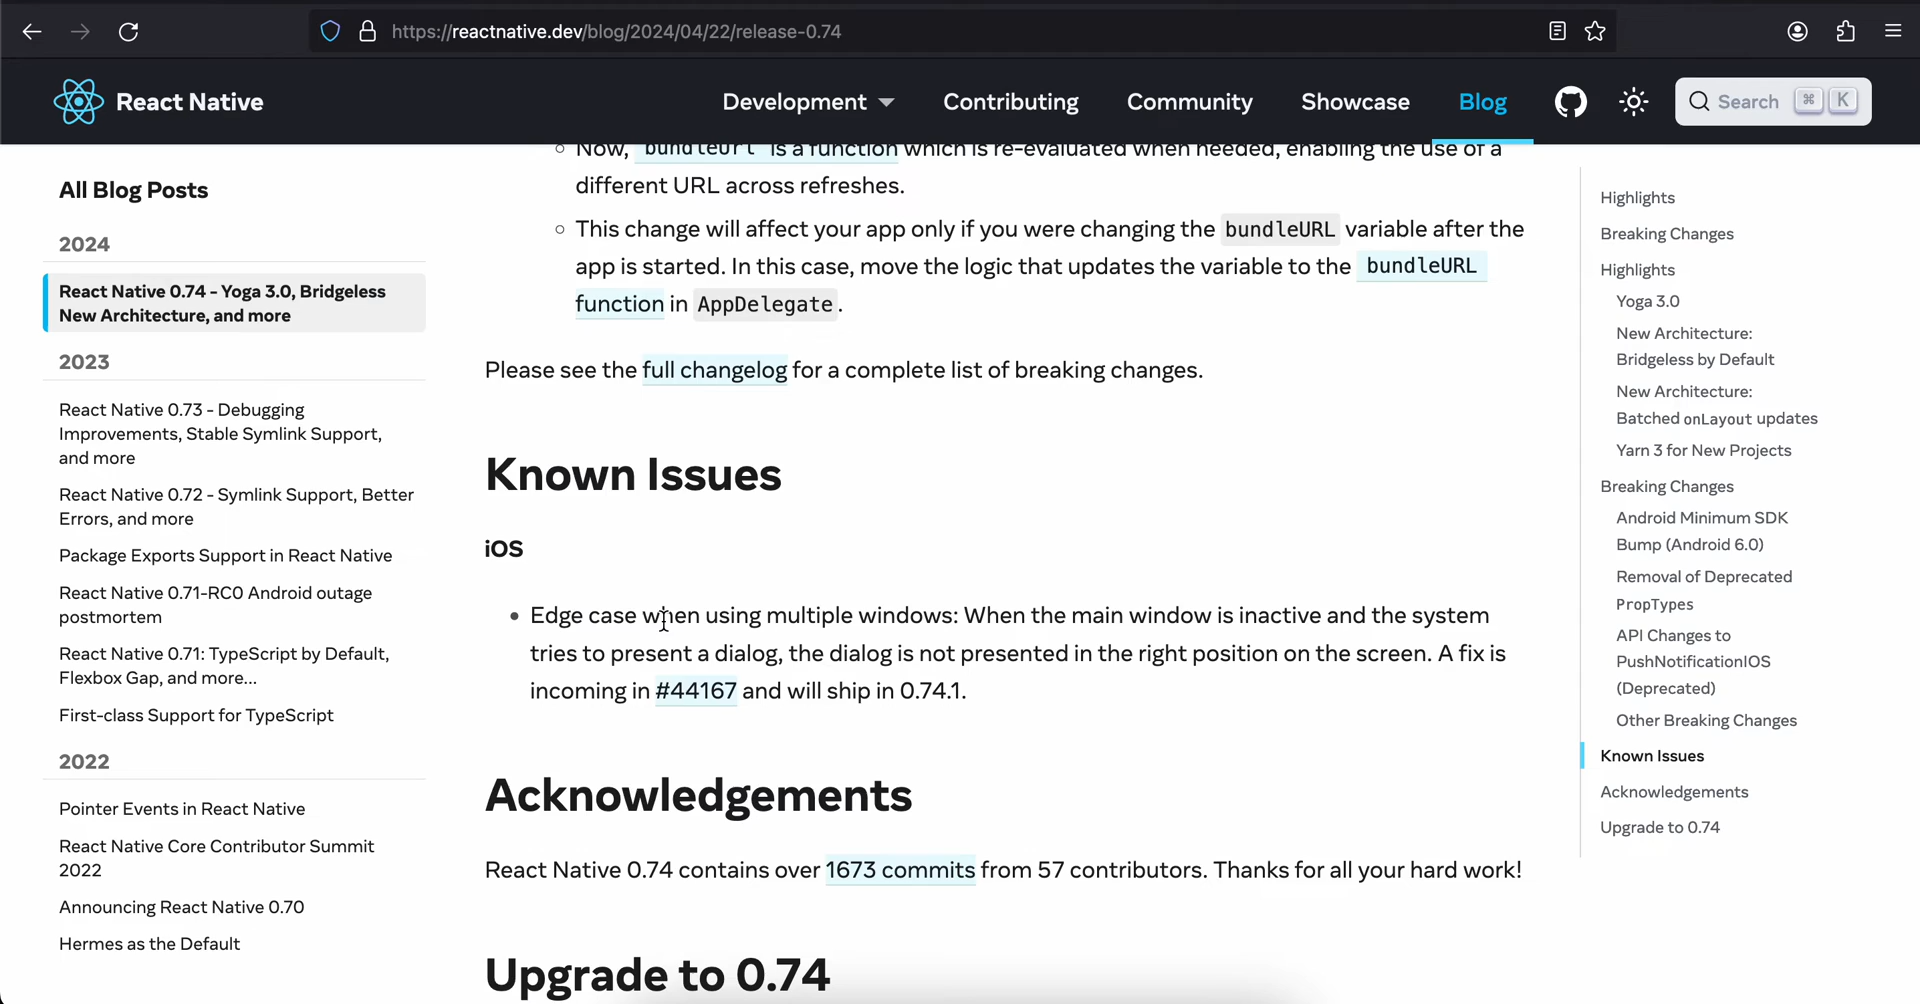 https://reactnative.dev/blog/2024/04/22/release-0.74
React Native
Development
Contributing
Community
Showcase
Blog
Search
⌘ K
All Blog Posts
2024
React Native 0.74 - Yoga 3.0, Bridgeless
New Architecture, and more
2023
React Native 0.73 - Debugging
Improvements, Stable Symlink Support,
and more
React Native 0.72 - Symlink Support, Better
Errors, and more
Package Exports Support in React Native
React Native 0.71-RC0 Android outage
postmortem
React Native 0.71: TypeScript by Default,
Flexbox Gap, and more...
First-class Support for TypeScript
2022
Pointer Events in React Native
React Native Core Contributor Summit
2022
Announcing React Native 0.70
Hermes as the Default
Now, bundleUrl is a function which is re-evaluated when needed, enabling the use of a
different URL across refreshes.
This change will affect your app only if you were changing the bundleURL variable after the
app is started. In this case, move the logic that updates the variable to the bundleURL
function in AppDelegate.
Please see the full changelog for a complete list of breaking changes.
Known Issues
iOS
Edge case when using multiple windows: When the main window is inactive and the system
tries to present a dialog, the dialog is not presented in the right position on the screen. A fix is
incoming in #44167 and will ship in 0.74.1.
Acknowledgements
React Native 0.74 contains over 1673 commits from 57 contributors. Thanks for all your hard work!
Upgrade to 0.74
Highlights
Breaking Changes
Highlights
Yoga 3.0
New Architecture:
Bridgeless by Default
New Architecture:
Batched onLayout updates
Yarn 3 for New Projects
Breaking Changes
Android Minimum SDK
Bump (Android 6.0)
Removal of Deprecated
PropTypes
API Changes to
PushNotificationIOS
(Deprecated)
Other Breaking Changes
Known Issues
Acknowledgements
Upgrade to 0.74